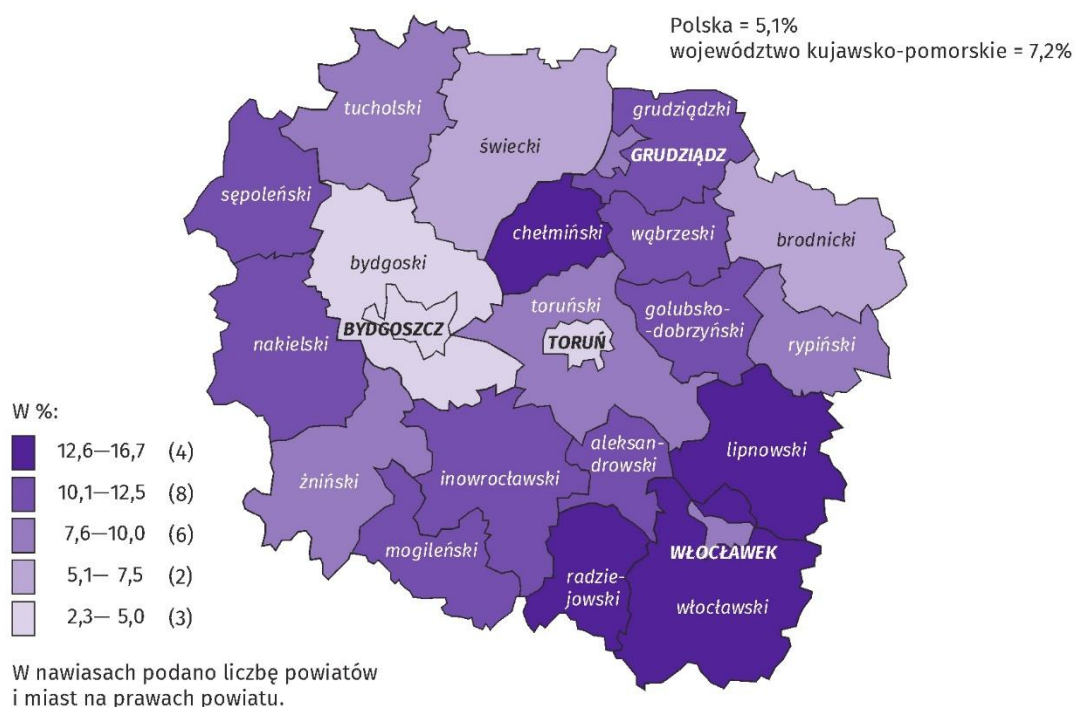 Polska = 5,1%
województwo kujawsko-pomorskie = 7,2%
tucholski
grudziądzki
świecki
GRUDZIĄDZ
sępoleński
chełmiński
wąbrzeski
brodnicki
bydgoski
toruński
golubsko-
-dobrzyński
BYDGOSZCZ
TORUŃ
nakielski
rypiński
aleksan-
drowski
lipnowski
żniński
inowrocławski
mogileński
WŁOCŁAWEK
radzie-
jowski
włocławski
W %:
12,6—16,7 (4)
10,1—12,5 (8)
7,6—10,0 (6)
5,1— 7,5 (2)
2,3— 5,0 (3)
W nawiasach podano liczbę powiatów
i miast na prawach powiatu.